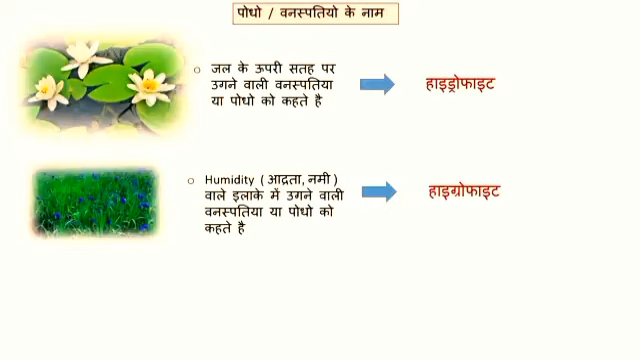 पोधो / वनस्पतियो के नाम
जल के ऊपरी सतह पर
उगने वाली वनस्पतिया
या पोधो को कहते है
हाइड्रोफाइट
Humidity ( आद्रता, नमी )
वाले इलाके में उगने वाली
वनस्पतिया या पोधो को
कहते है
हाइग्रोफाइट